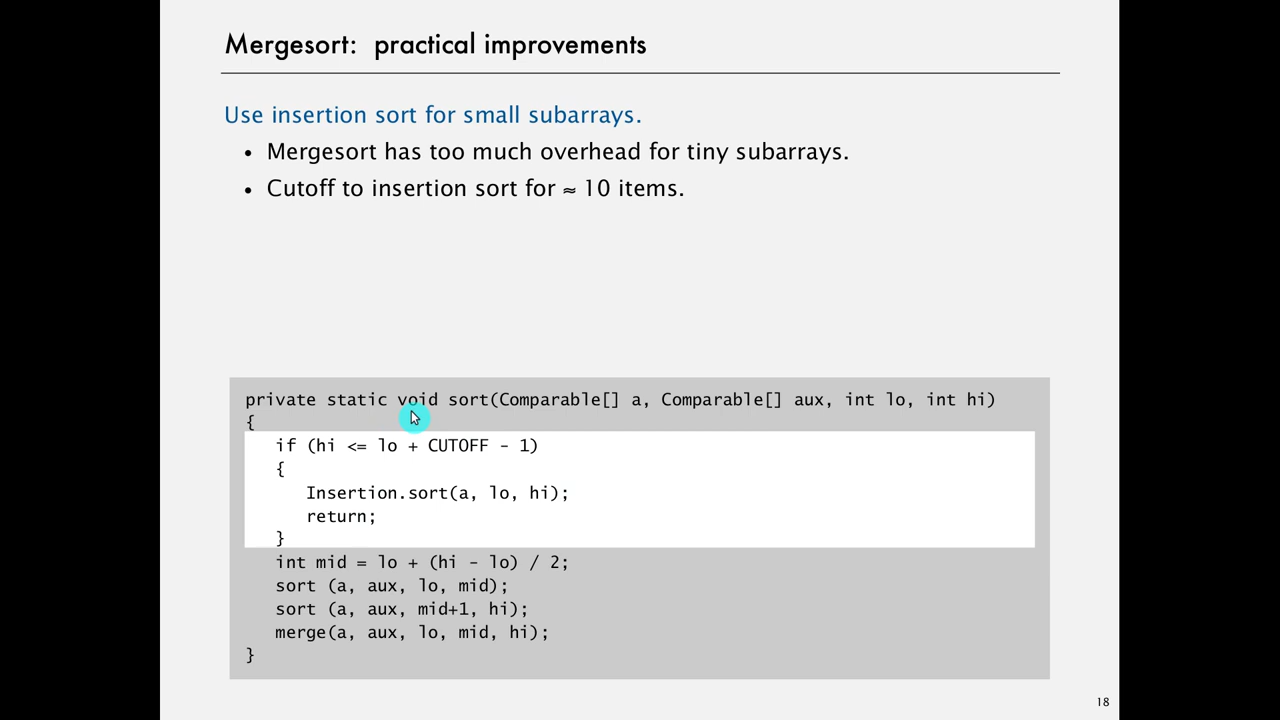 Mergesort: practical improvements
Use insertion sort for small subarrays.
• Mergesort has too much overhead for tiny subarrays.
• Cutoff to insertion sort for ≈ 10 items.
private static void sort(Comparable[] a, Comparable[] aux, int lo, int hi)
{
if (hi <= lo + CUTOFF - 1)
{
Insertion.sort(a, lo, hi);
return;
}
int mid = lo + (hi - lo) / 2;
sort (a, aux, lo, mid);
sort (a, aux, mid+1, hi);
merge(a, aux, lo, mid, hi);
}
18